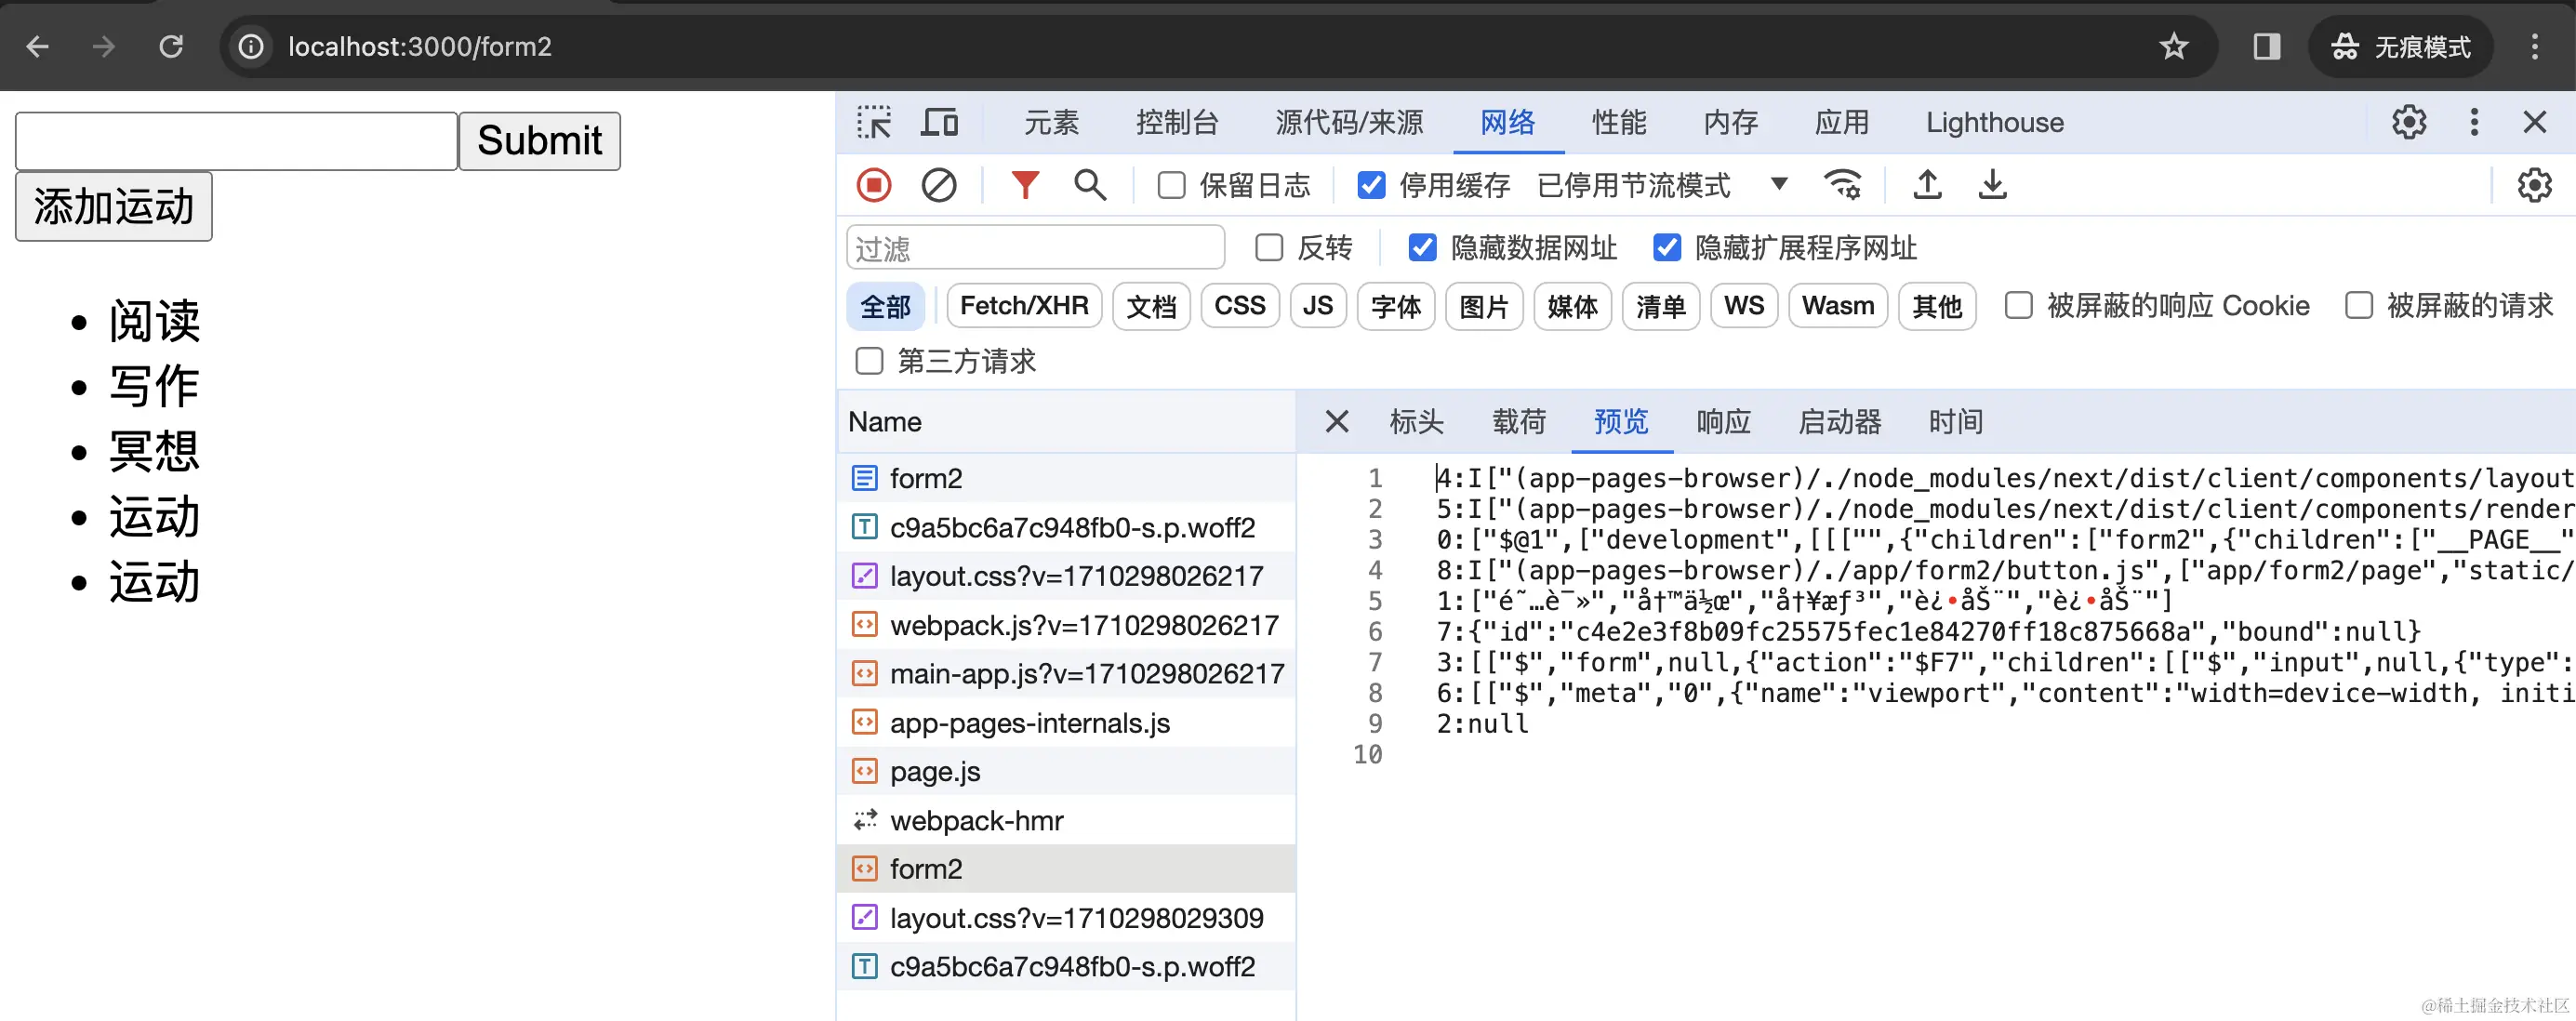 localhost:3000/form2
无痕模式
Submit
添加运动
阅读
写作
冥想
运动
运动
元素 控制台 源代码/来源 网络 性能 内存 应用 Lighthouse
保留日志 停用缓存 已停用节流模式
过滤 反转 隐藏数据网址 隐藏扩展程序网址
全部 Fetch/XHR 文档 CSS JS 字体 图片 媒体 清单 WS Wasm 其他 被屏蔽的响应 Cookie 被屏蔽的请求
第三方请求
Name
form2
c9a5bc6a7c948fb0-s.p.woff2
layout.css?v=1710298026217
webpack.js?v=1710298026217
main-app.js?v=1710298026217
app-pages-internals.js
page.js
webpack-hmr
form2
layout.css?v=1710298029309
c9a5bc6a7c948fb0-s.p.woff2
标头 载荷 预览 响应 启动器 时间
1 4:I["(app-pages-browser)/./node_modules/next/dist/client/components/layout
2 5:I["(app-pages-browser)/./node_modules/next/dist/client/components/render
3 0:["$@1",["development",[[["",{"children":["form2",{"children":["__PAGE__"
4 8:I["(app-pages-browser)/./app/form2/button.js",["app/form2/page","static/
5 1:["é˜…è¯»","å†™ä½œ","å†¥æƒ³","è¿•åŠ¨","è¿•åŠ¨"]
6 7:{"id":"c4e2e3f8b09fc25575fec1e84270ff18c875668a","bound":null}
7 3:[["$","form",null,{"action":"$F7","children":[["$","input",null,{"type":
8 6:[["$","meta","0",{"name":"viewport","content":"width=device-width, initi
9 2:null
10
@稀土掘金技术社区